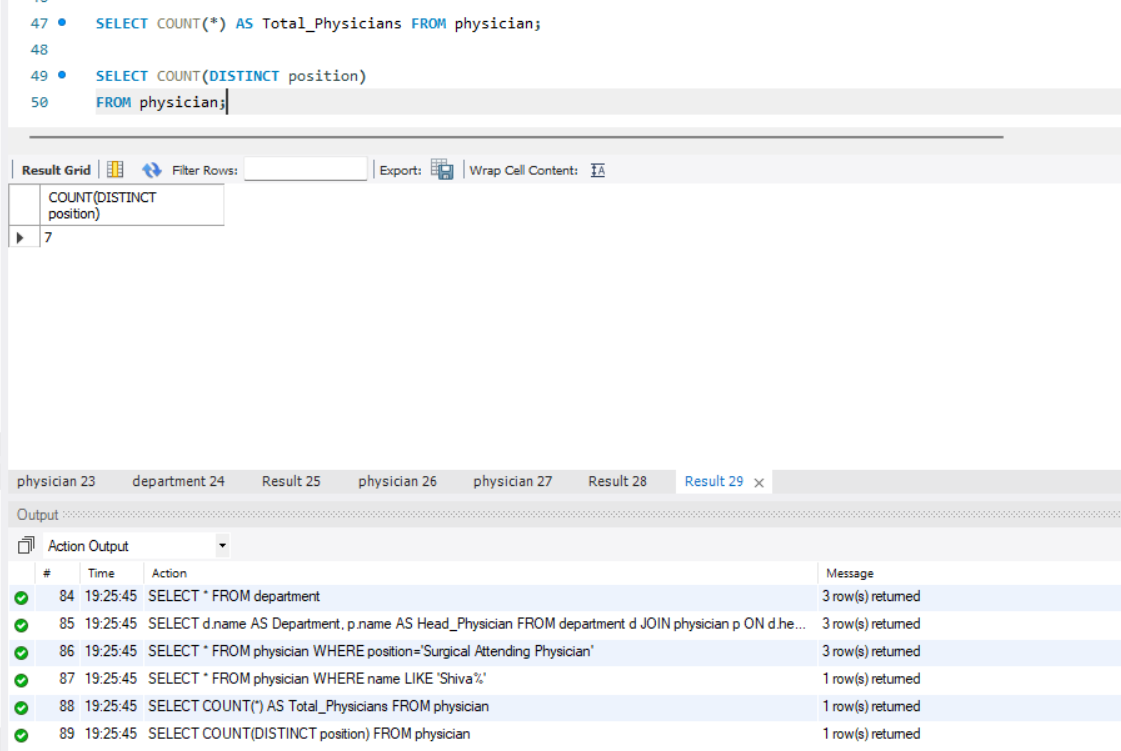 47 SELECT COUNT(*) AS Total_Physicians FROM physician;
48
49 SELECT COUNT(DISTINCT position)
50 FROM physician;
Result Grid Filter Rows: Export: Wrap Cell Content: IA
COUNT(DISTINCT
position)
7
physician 23 department 24 Result 25 physician 26 physician 27 Result 28 Result 29
Output
Action Output
# Time Action Message
84 19:25:45 SELECT * FROM department 3 row(s) returned
85 19:25:45 SELECT d.name AS Department, p.name AS Head_Physician FROM department d JOIN physician p ON d.he... 3 row(s) returned
86 19:25:45 SELECT * FROM physician WHERE position='Surgical Attending Physician' 3 row(s) returned
87 19:25:45 SELECT * FROM physician WHERE name LIKE 'Shiva%' 1 row(s) returned
88 19:25:45 SELECT COUNT(*) AS Total_Physicians FROM physician 1 row(s) returned
89 19:25:45 SELECT COUNT(DISTINCT position) FROM physician 1 row(s) returned